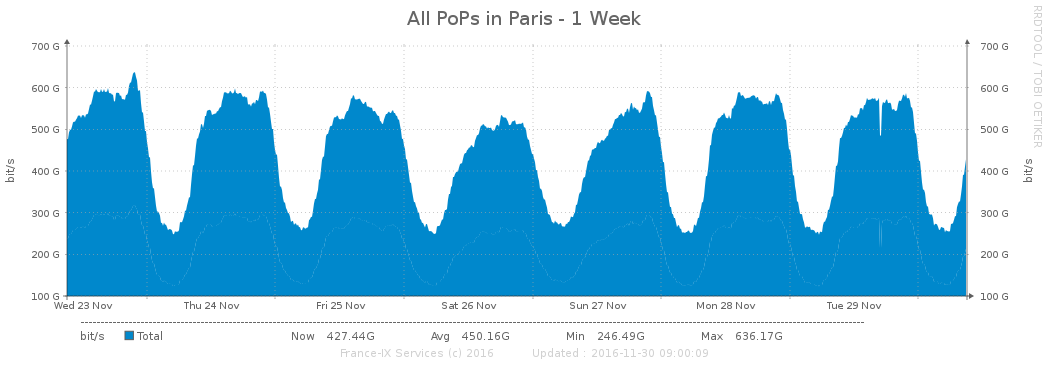 All PoPs in Paris - 1 Week
RRDTOOL / TOBI OETIKER
700 G 700 G
600 G 600 G
500 G 500 G
400 G 400 G
300 G 300 G
200 G 200 G
100 G 100 G
bit/s bit/s
Wed 23 Nov Thu 24 Nov Fri 25 Nov Sat 26 Nov Sun 27 Nov Mon 28 Nov Tue 29 Nov
bit/s Total Now 427.44G Avg 450.16G Min 246.49G Max 636.17G
France-IX Services (c) 2016 Updated : 2016-11-30 09:00:09